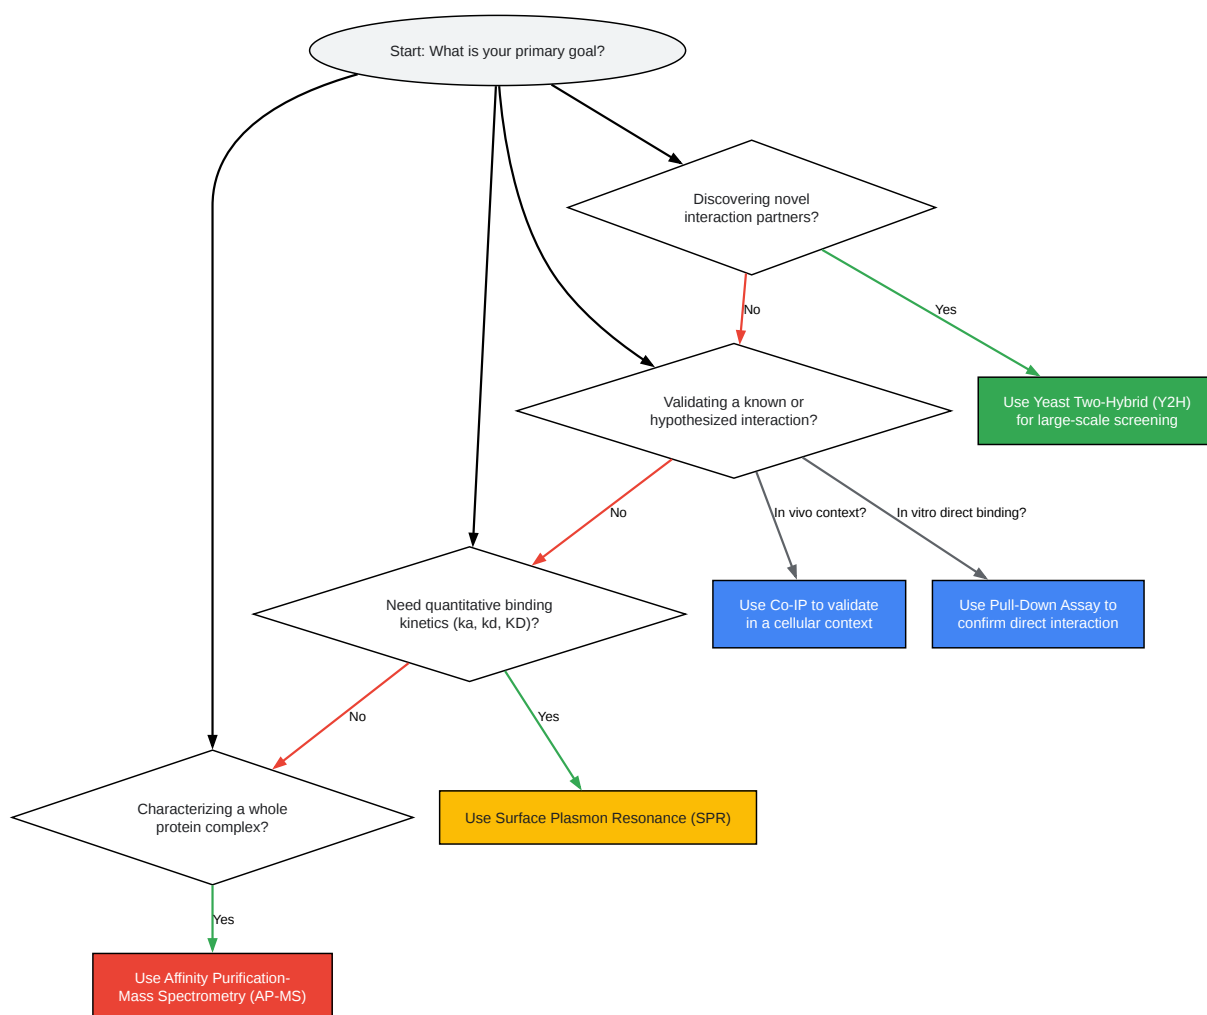 Start: What is your primary goal?
Discovering novel
interaction partners?
No
Yes
Validating a known or
hypothesized interaction?
Use Yeast Two-Hybrid (Y2H)
for large-scale screening
No
In vivo context?
In vitro direct binding?
Need quantitative binding
kinetics (ka, kd, KD)?
Use Co-IP to validate
in a cellular context
Use Pull-Down Assay to
confirm direct interaction
No
Yes
Characterizing a whole
protein complex?
Use Surface Plasmon Resonance (SPR)
Yes
Use Affinity Purification-
Mass Spectrometry (AP-MS)